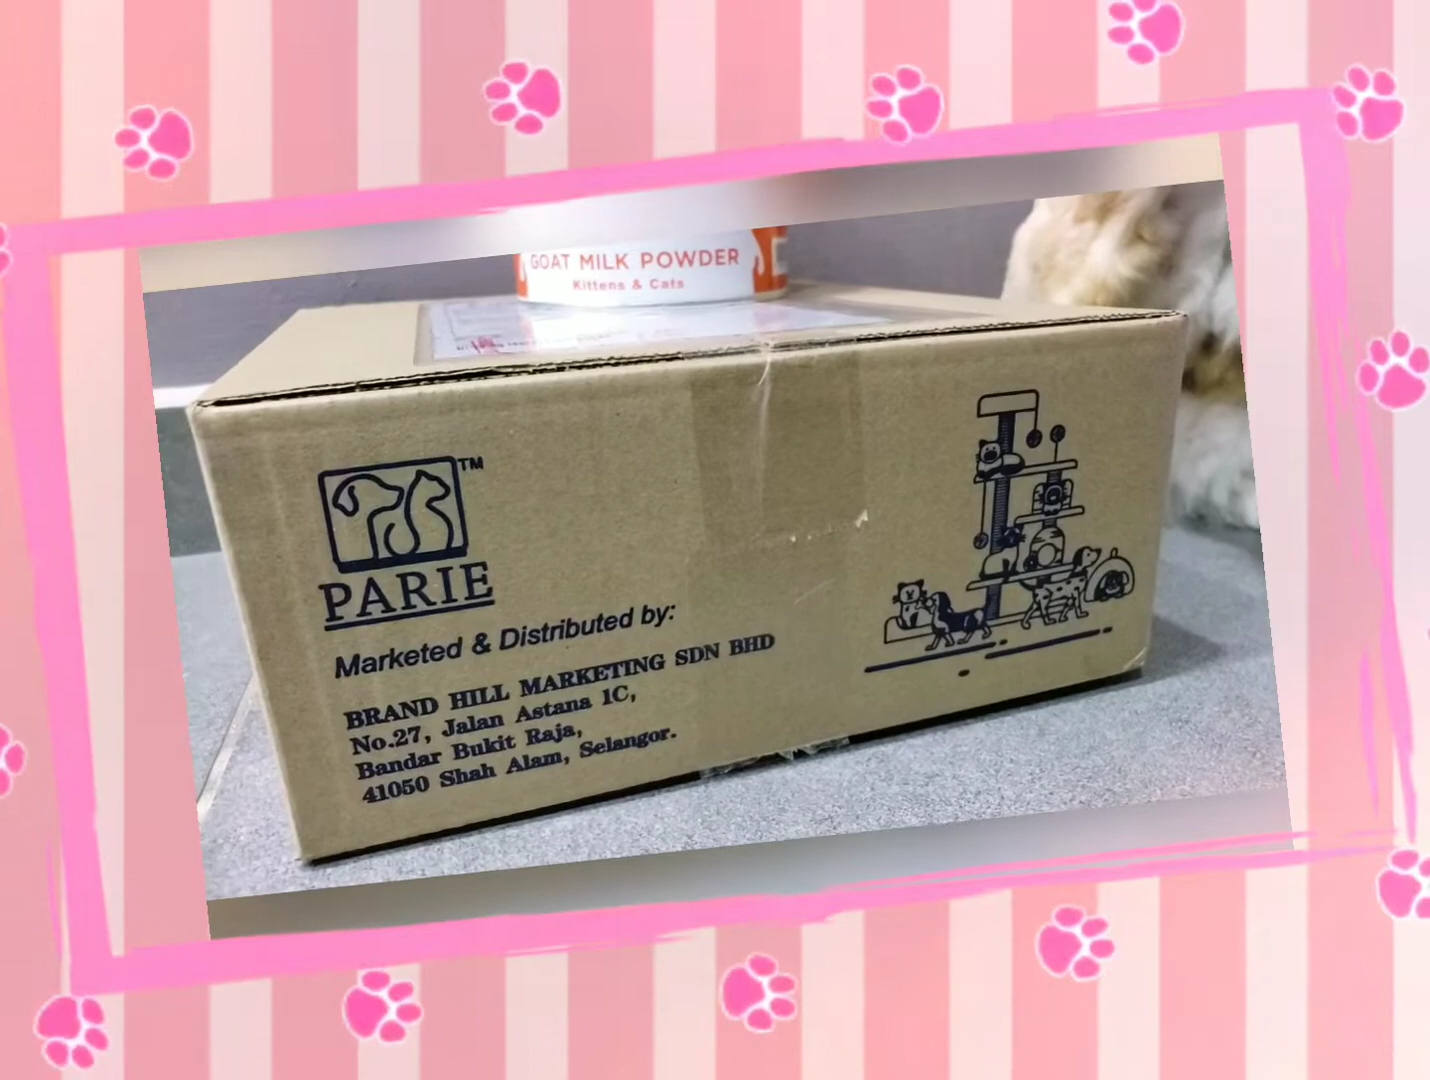 GOAT MILK POWDER
Kittens & Cats
TM
PARIE
Marketed & Distributed by:
BRAND HILL MARKETING SDN BHD
No.27, Jalan Astana 1C,
Bandar Bukit Raja,
41050 Shah Alam, Selangor.